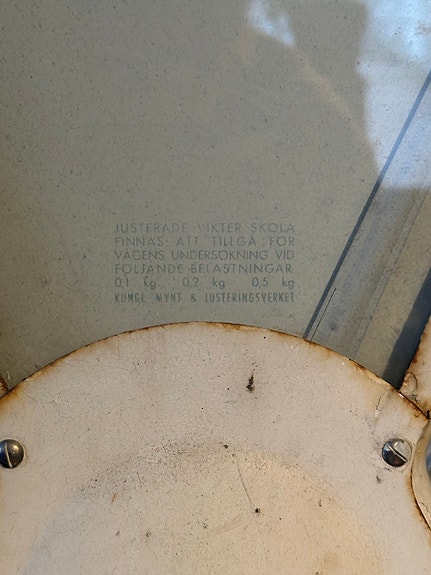 JUSTERADE VIKTER SKOLA
FINNAS ATT TILLGÅ FÖR
VÅGENS UNDERSÖKNING VID
FÖLJANDE BELASTNINGAR
0,1 kg 0,2 kg 0,5 kg
KUNGL MYNT & JUSTERINGSVERKET